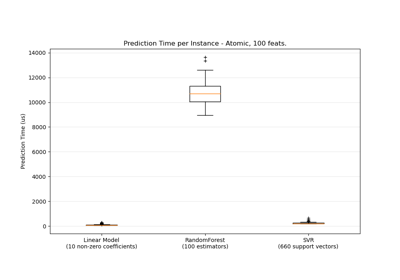 Prediction Time per Instance - Atomic, 100 feats.
14000
12000
10000
8000
6000
4000
2000
0
Prediction Time (us)
Linear Model
(10 non-zero coefficients)
RandomForest
(100 estimators)
SVR
(660 support vectors)